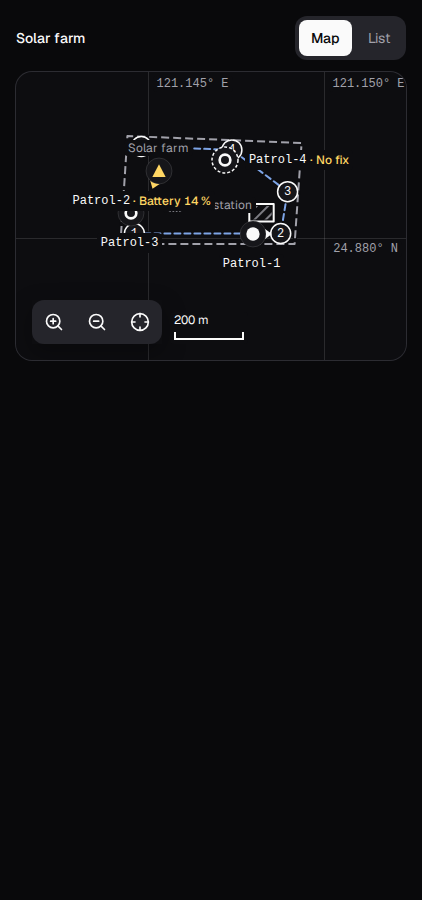 Solar farm
Map
List
121.145° E
121.150° E
Solar farm
4
Patrol-4 · No fix
3
Patrol-2 · Battery 14 %
station
1
2
Patrol-3
24.880° N
Patrol-1
200 m